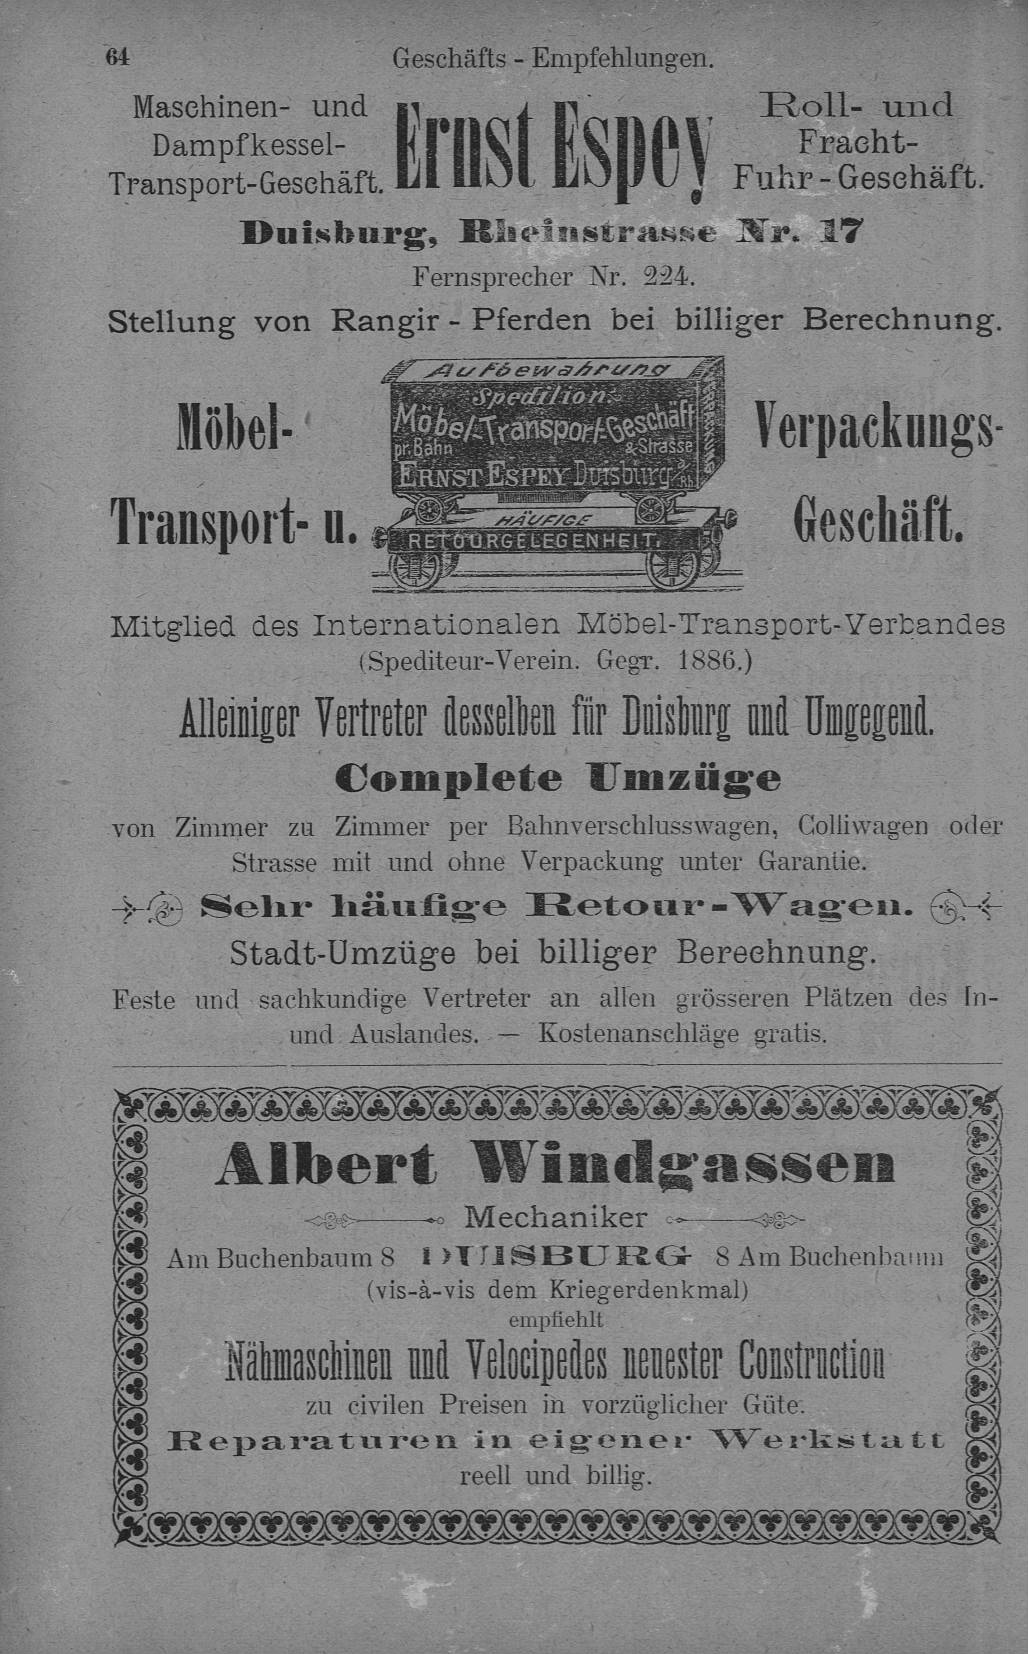 64
Geschäfts - Empfehlungen.
Maschinen- und
Dampfkessel-
Transport-Geschäft.
Ernst Espey
Roll- und
Fracht-
Fuhr - Geschäft.
Duisburg, Rheinstrasse Nr. 17
Fernsprecher Nr. 224.
Stellung von Rangir - Pferden bei billiger Berechnung.
Möbel-
Transport- u.
Aufbewahrung
Spedition.
Möbel-Transport-Geschäft
pr. Bahn & Strasse
ERNST ESPEY Duisburg a/Rh.
VERPACKUNG
HÄUFIGE
RETOURGELEGENHEIT.
Verpackungs-
Geschäft.
Mitglied des Internationalen Möbel-Transport-Verbandes
(Spediteur-Verein. Gegr. 1886.)
Alleiniger Vertreter desselben für Duisburg und Umgegend.
Complete Umzüge
von Zimmer zu Zimmer per Bahnverschlusswagen, Colliwagen oder
Strasse mit und ohne Verpackung unter Garantie.
Sehr häufige Retour-Wagen.
Stadt-Umzüge bei billiger Berechnung.
Feste und sachkundige Vertreter an allen grösseren Plätzen des In-
und Auslandes. — Kostenanschläge gratis.
Albert Windgassen
Mechaniker
Am Buchenbaum 8 DUISBURG 8 Am Buchenbaum
(vis-à-vis dem Kriegerdenkmal)
empfiehlt
Nähmaschinen und Velocipedes neuester Construction
zu civilen Preisen in vorzüglicher Güte.
Reparaturen in eigener Werkstatt
reell und billig.